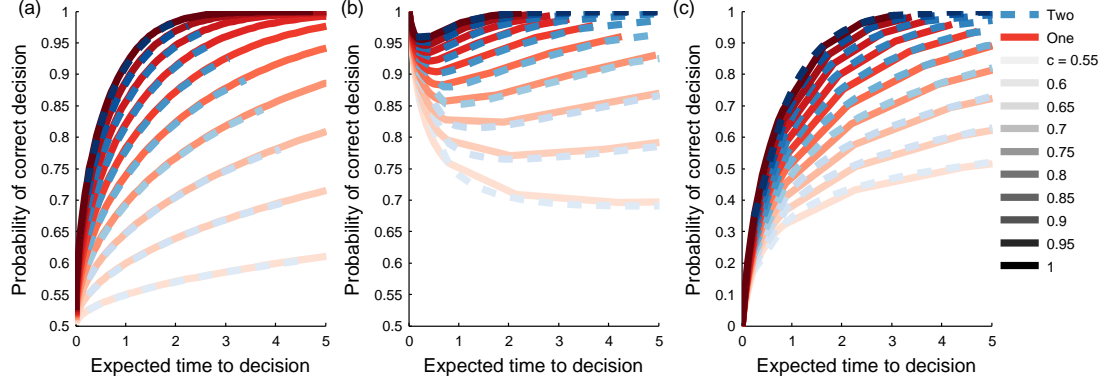 (a)
1
0.95
0.9
0.85
0.8
0.75
0.7
0.65
0.6
0.55
0.5
Probability of correct decision
0 1 2 3 4 5
Expected time to decision
(b)
1
0.95
0.9
0.85
0.8
0.75
0.7
0.65
0.6
0.55
0.5
Probability of correct decision
0 1 2 3 4 5
Expected time to decision
(c)
1
0.9
0.8
0.7
0.6
0.5
0.4
0.3
0.2
0.1
0
Probability of correct decision
0 1 2 3 4 5
Expected time to decision
Two
One
c = 0.55
0.6
0.65
0.7
0.75
0.8
0.85
0.9
0.95
1